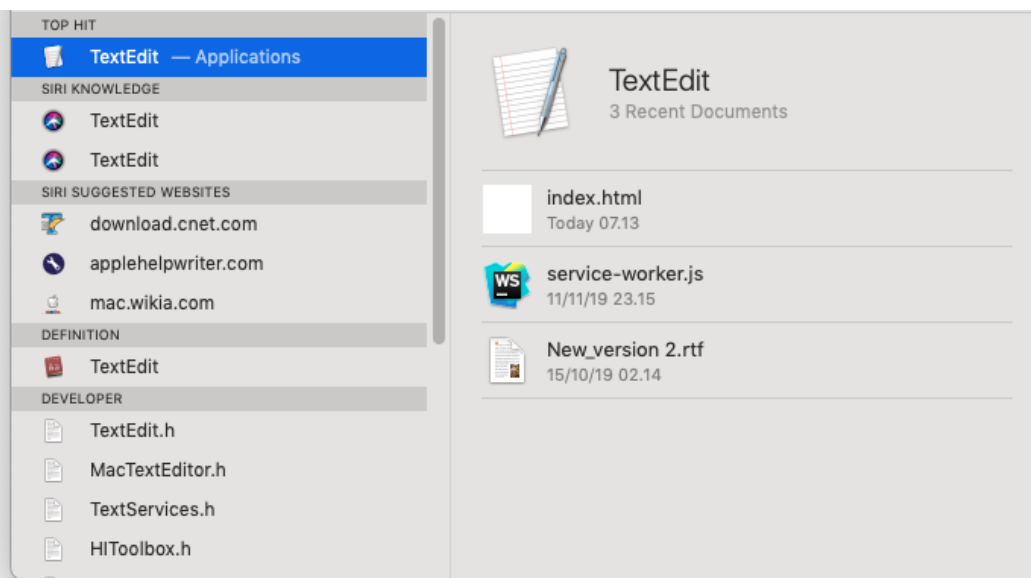 TOP HIT
TextEdit — Applications
SIRI KNOWLEDGE
TextEdit
TextEdit
SIRI SUGGESTED WEBSITES
download.cnet.com
applehelpwriter.com
mac.wikia.com
DEFINITION
TextEdit
DEVELOPER
TextEdit.h
MacTextEditor.h
TextServices.h
HIToolbox.h
TextEdit
3 Recent Documents
index.html
Today 07.13
WS
service-worker.js
11/11/19 23.15
New_version 2.rtf
15/10/19 02.14